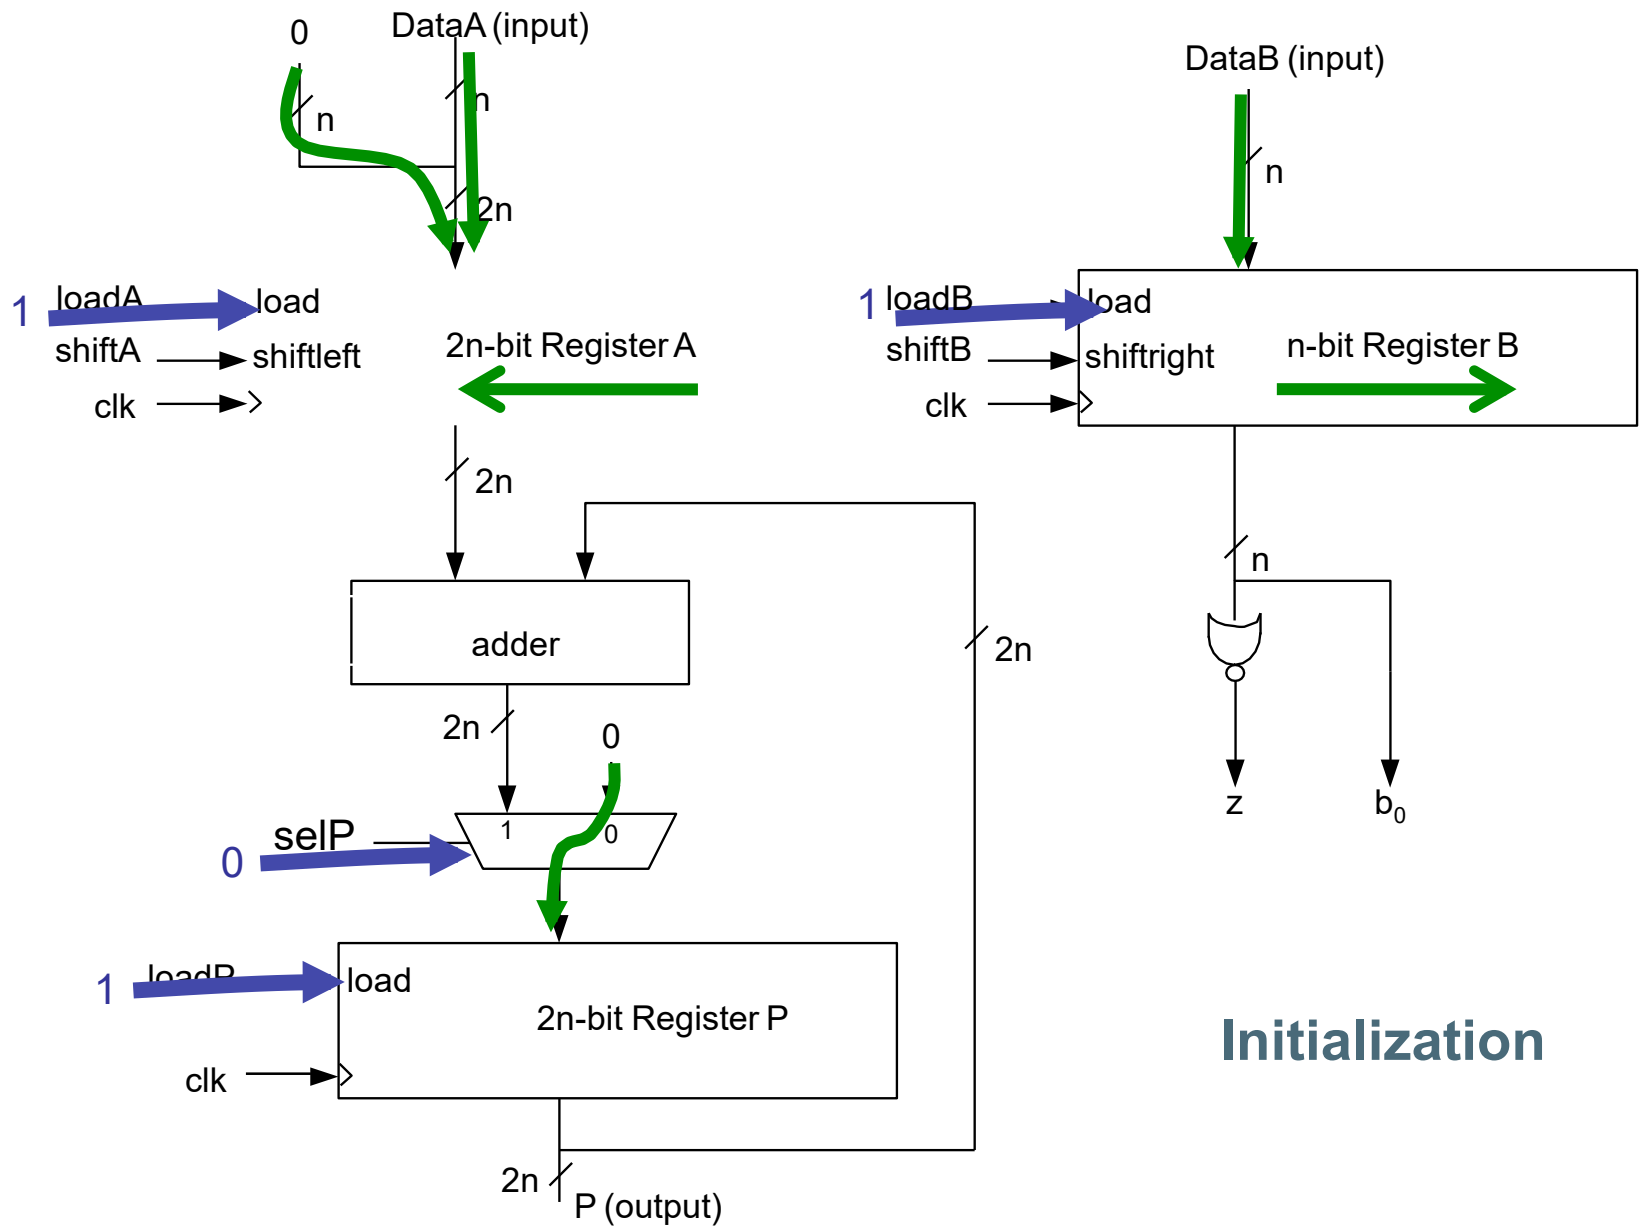 0
DataA (input)
n
n
2n
1
loadA
load
shiftA
shiftleft
clk
2n-bit Register A
2n
adder
2n
0
1
0
selP
0
1
loadP
load
2n-bit Register P
clk
2n
2n
P (output)
DataB (input)
n
1
loadB
load
shiftB
shiftright
clk
n-bit Register B
n
z
b₀
Initialization